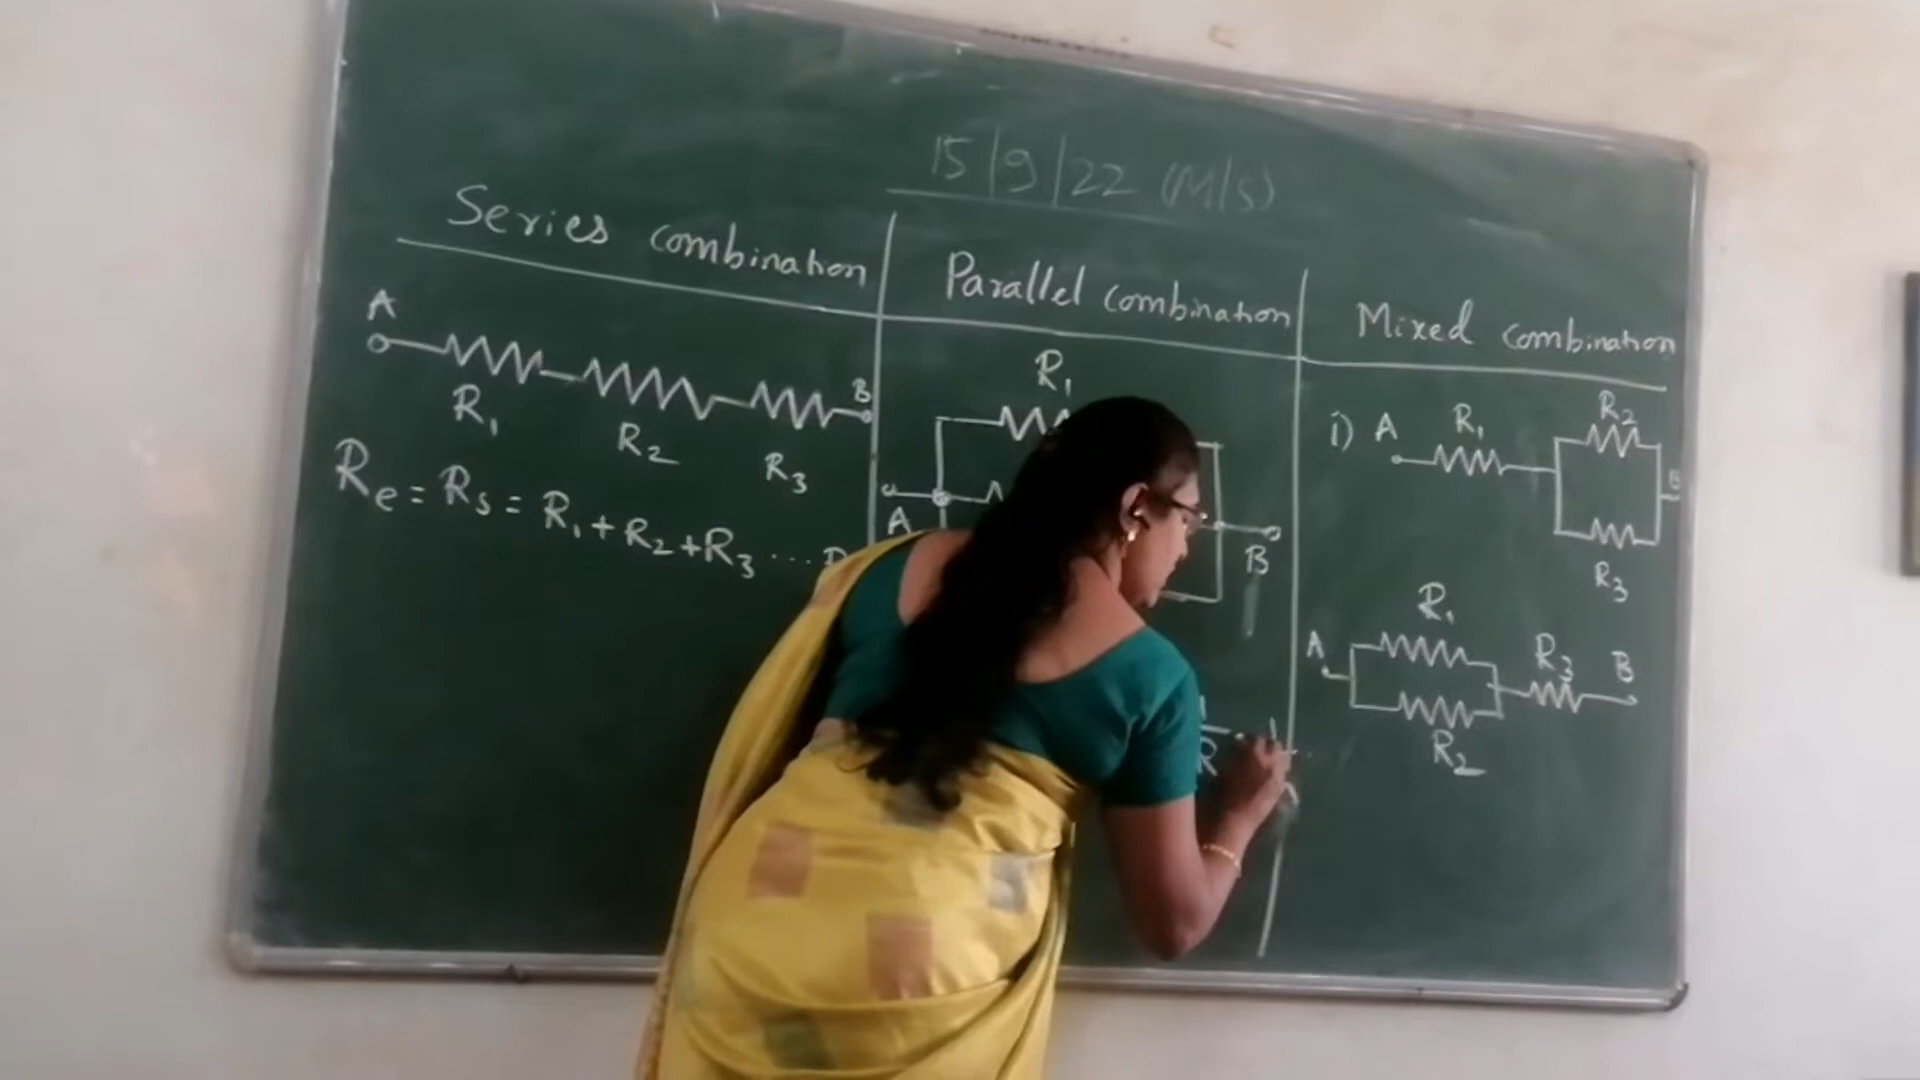 15/9/22 (M/S)
Series combination
A
B
R₁
R₂
R₃
Re = Rs = R₁ + R₂ + R₃ ...
Parallel combination
R₁
A
B
Mixed combination
i) A R₁ R₂
B
R₃
R₁
A R₃ B
R₂